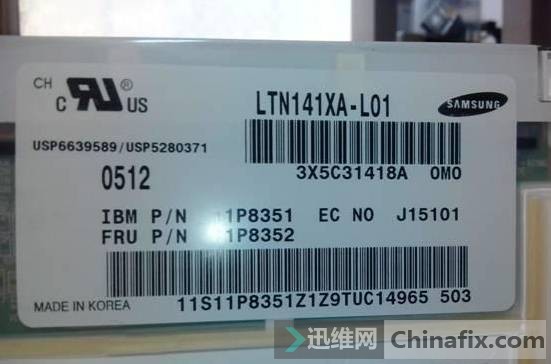 CH
C US ®
LTN141XA-L01
SAMSUNG
USP6639589/USP5280371
3X5C31418A 0M0
0512
IBM P/N 11P8351 EC NO J15101
FRU P/N 11P8352
MADE IN KOREA
11S11P8351Z1Z9TUC14965 503
迅维网 Chinafix.com